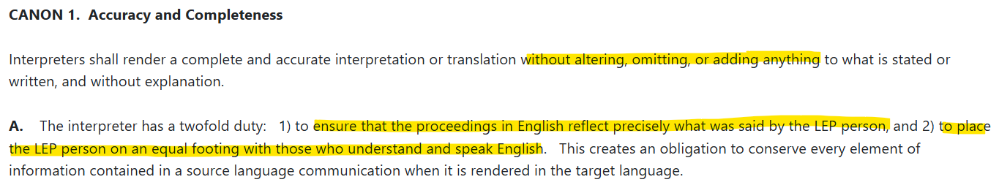 CANON 1.  Accuracy and Completeness
Interpreters shall render a complete and accurate interpretation or translation without altering, omitting, or adding anything to what is stated or
written, and without explanation.
A.   The interpreter has a twofold duty:   1) to ensure that the proceedings in English reflect precisely what was said by the LEP person, and 2) to place
the LEP person on an equal footing with those who understand and speak English.   This creates an obligation to conserve every element of
information contained in a source language communication when it is rendered in the target language.